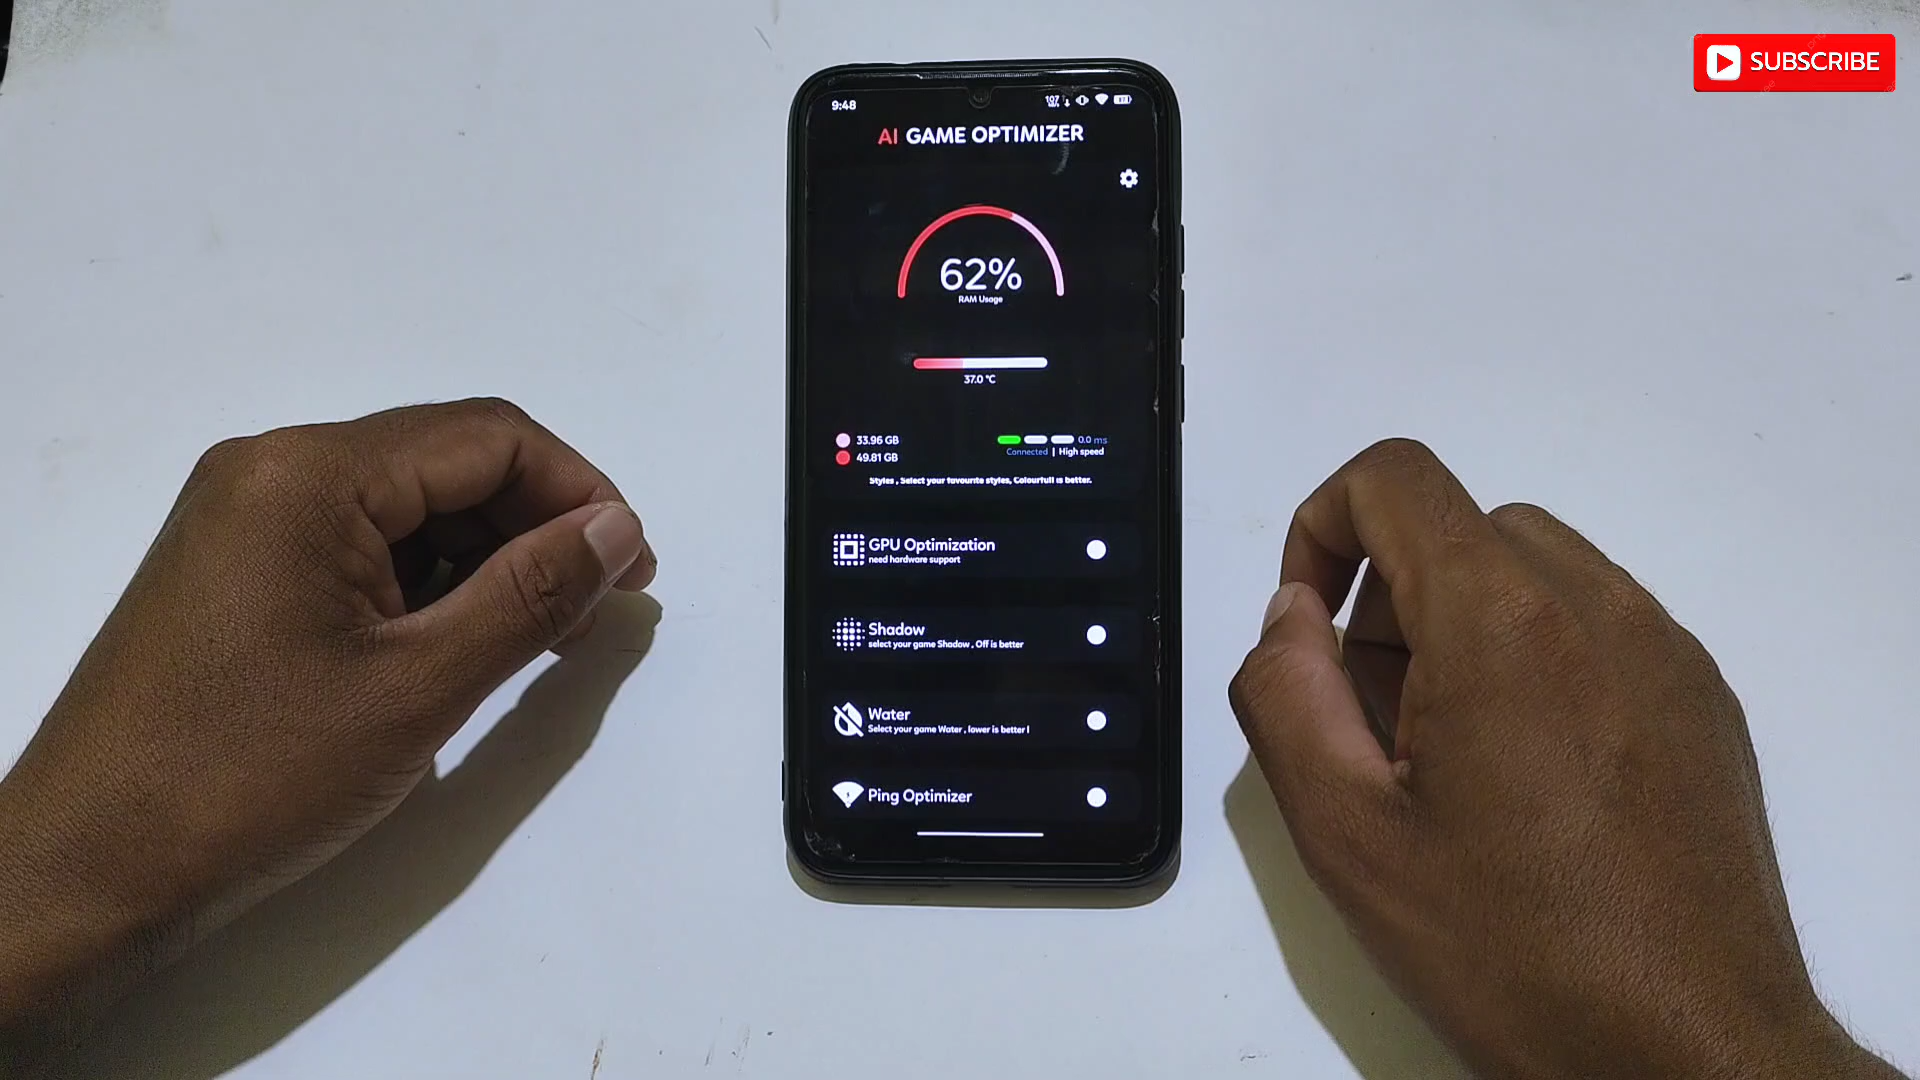 SUBSCRIBE
9:48
AI GAME OPTIMIZER
62%
RAM Usage
37.0 °C
33.96 GB
49.81 GB
0.0 ms
Connected | High speed
Styles , Select your favourite styles, Colourfull is better.
GPU Optimization
need hardware support
Shadow
select your game Shadow , Off is better
Water
Select your game Water , lower is better !
Ping Optimizer